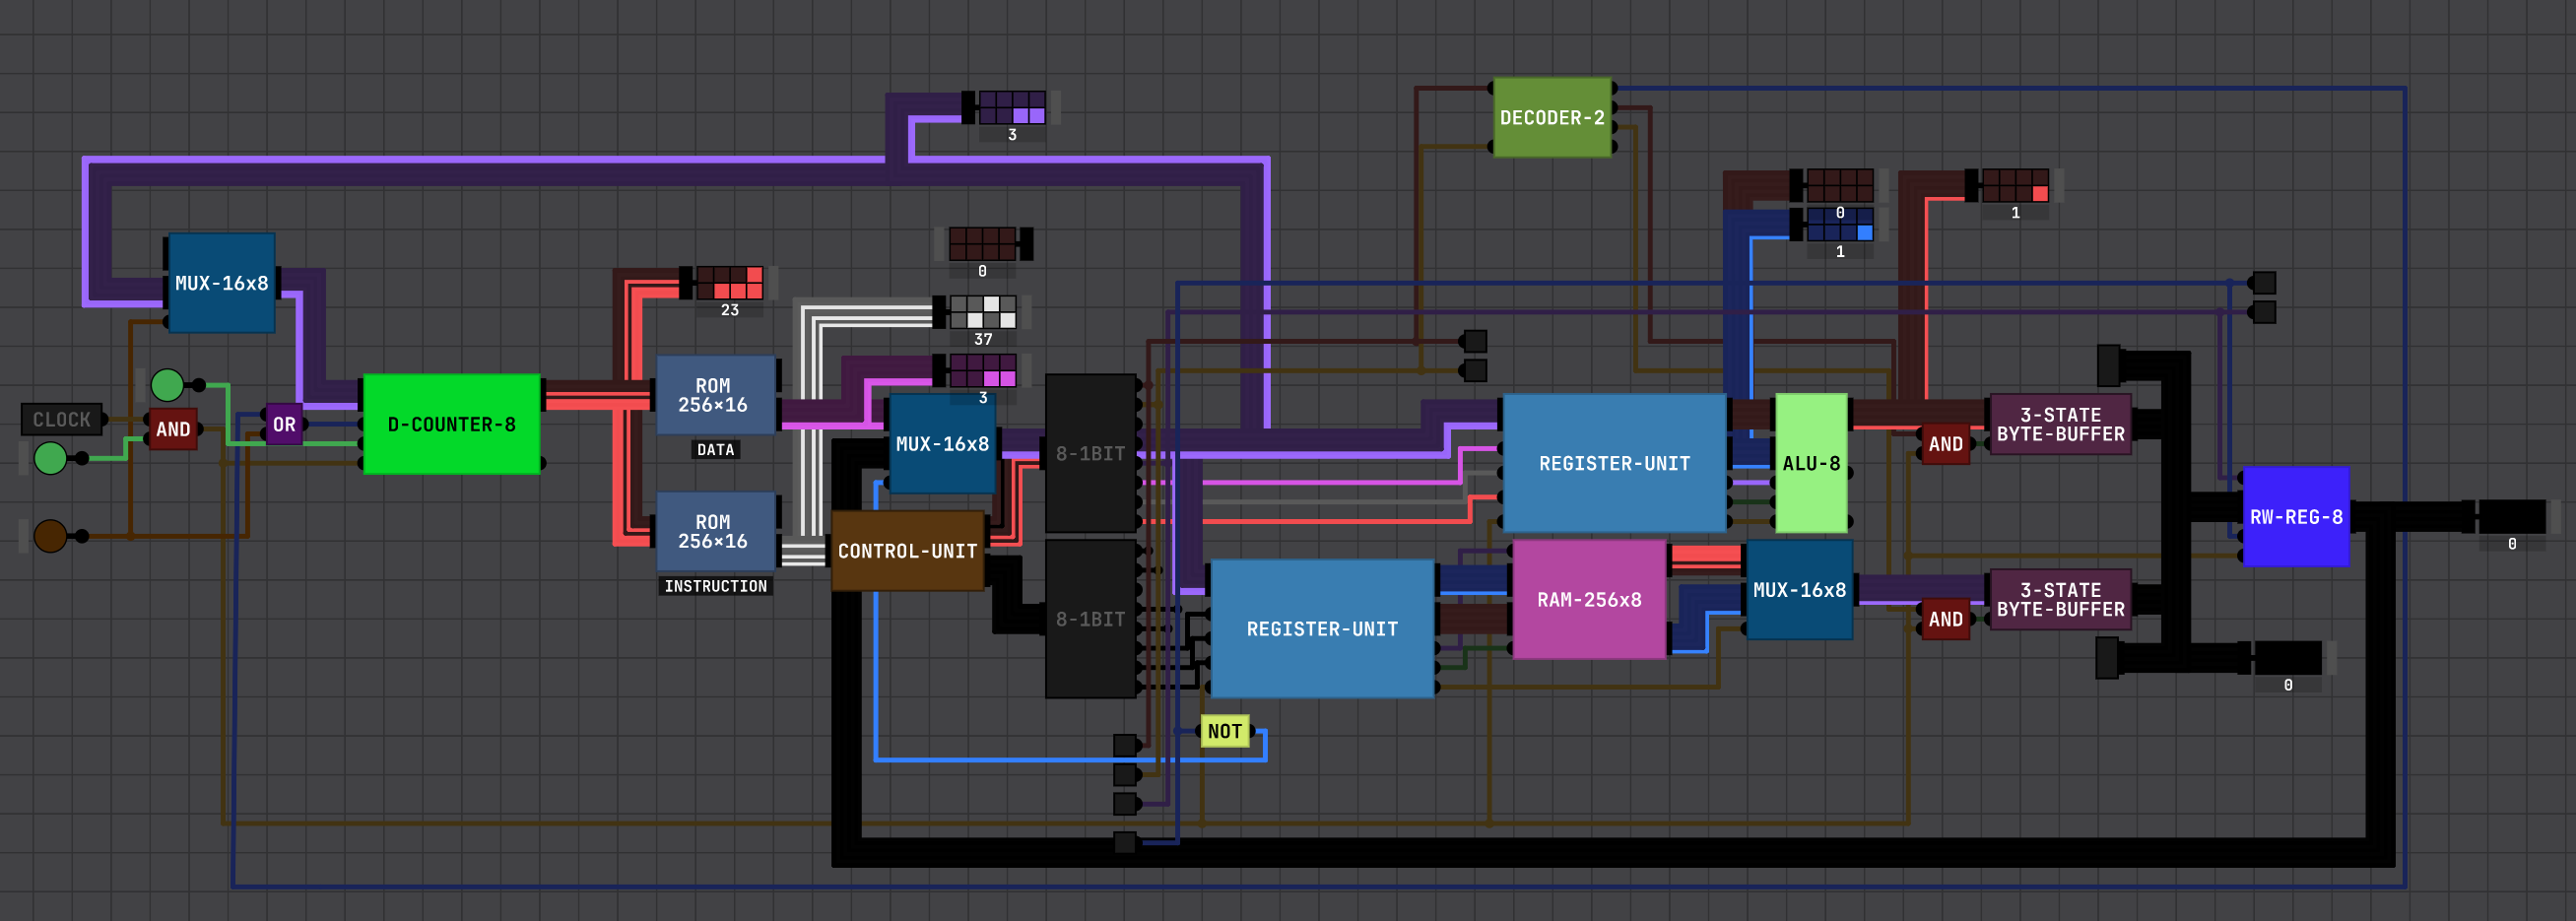 3
DECODER-2
0
1
1
MUX-16x8
0
23
37
3
CLOCK
AND
OR
D-COUNTER-8
ROM
256×16
DATA
MUX-16x8
8-1BIT
REGISTER-UNIT
ALU-8
AND
3-STATE
BYTE-BUFFER
ROM
256×16
INSTRUCTION
CONTROL-UNIT
RW-REG-8
0
8-1BIT
REGISTER-UNIT
RAM-256x8
MUX-16x8
AND
3-STATE
BYTE-BUFFER
0
NOT